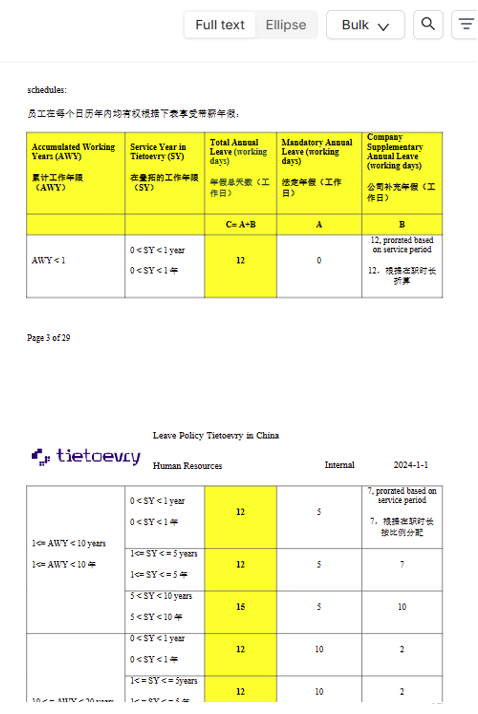 Full text
Ellipse
Bulk
schedules:
员工在每个日历年内均有权根据下表享受带薪年假:
Accumulated Working
Years (AWY)
累计工作年限
（AWY）
Service Year in
Tietoevry (SY)
在叠拓的工作年限
（SY）
Total Annual
Leave (working
days)
年假总天数（工
作日）
Mandatory Annual
Leave (working
days)
法定年假（工作
日）
Company
Supplementary
Annual Leave
(working days)
公司补充年假（工
作日）
C= A+B
A
B
AWY < 1
0 < SY < 1 year
0 < SY < 1 年
12
0
12, prorated based
on service period
12，根据在职时长
折算
Page 3 of 29
Leave Policy Tietoevry in China
tietoevry
Human Resources
Internal
2024-1-1
1<= AWY < 10 years
1<= AWY < 10 年
0 < SY < 1 year
0 < SY < 1 年
12
5
7, prorated based on
service period
7，根据在职时长
按比例分配
1<= SY < = 5 years
1<= SY < = 5 年
12
5
7
5 < SY < 10 years
5 < SY < 10 年
15
5
10
0 < SY < 1 year
0 < SY < 1 年
12
10
2
1<= SY < = 5years
1<= SY < = 5 年
12
10
2
10 < = AWY < 20 years